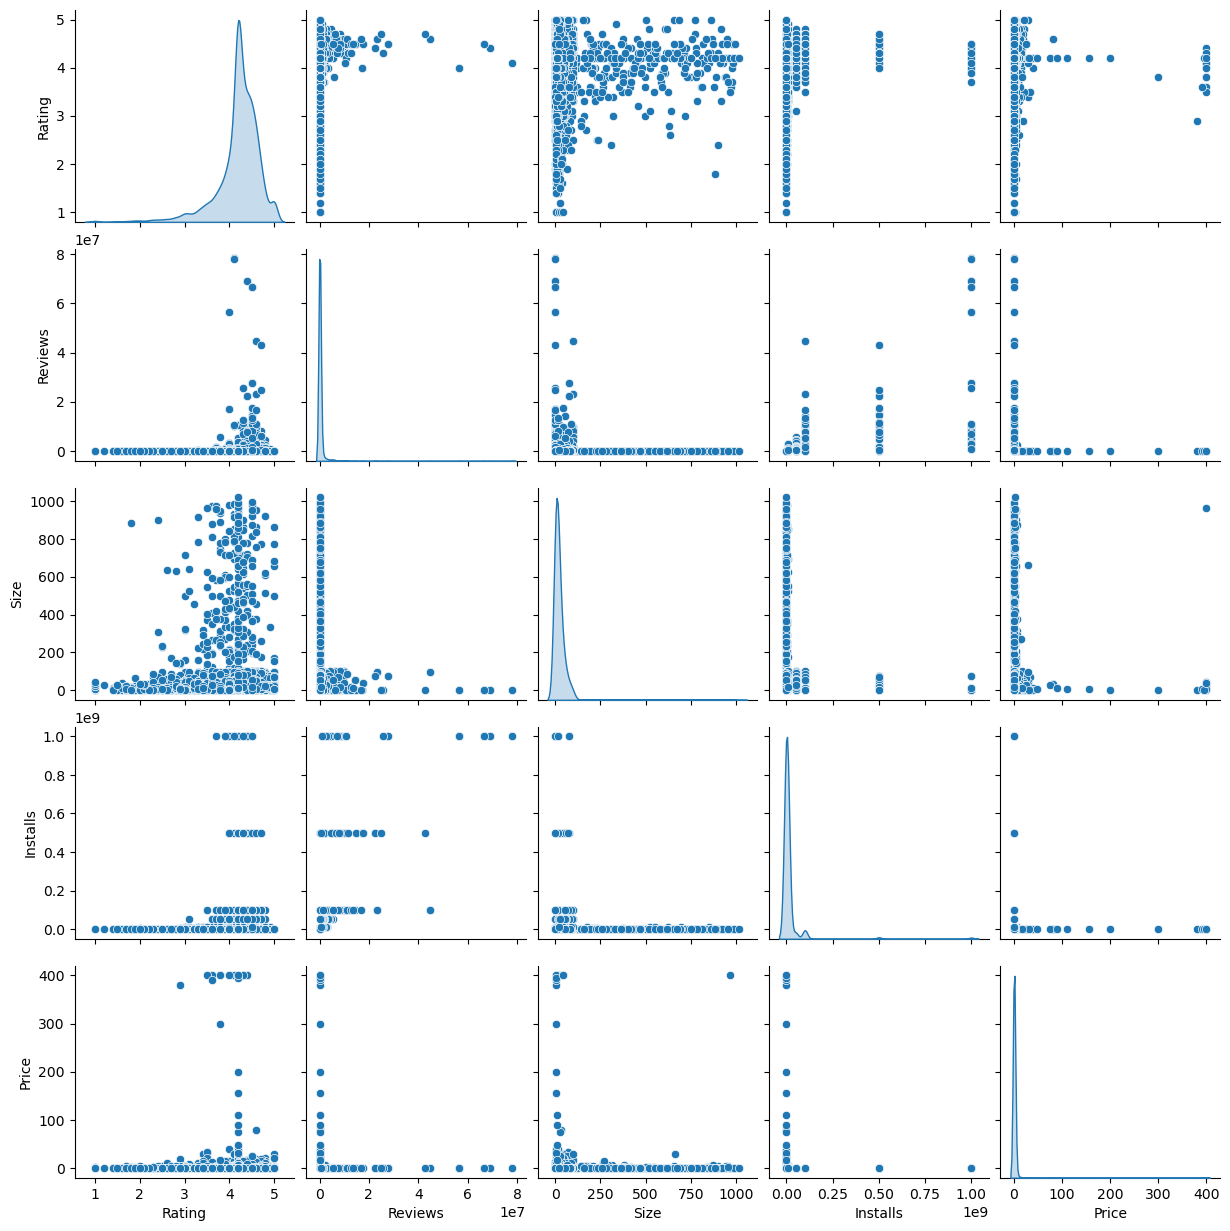 5
4
3
2
1
Rating
1e7
8
6
4
2
0
Reviews
1000
800
600
400
200
0
Size
1e9
1.0
0.8
0.6
0.4
0.2
0.0
Installs
400
300
200
100
0
Price
1 2 3 4 5
Rating
0 2 4 6 8
Reviews 1e7
0 250 500 750 1000
Size
0.00 0.25 0.50 0.75 1.00
Installs 1e9
0 100 200 300 400
Price